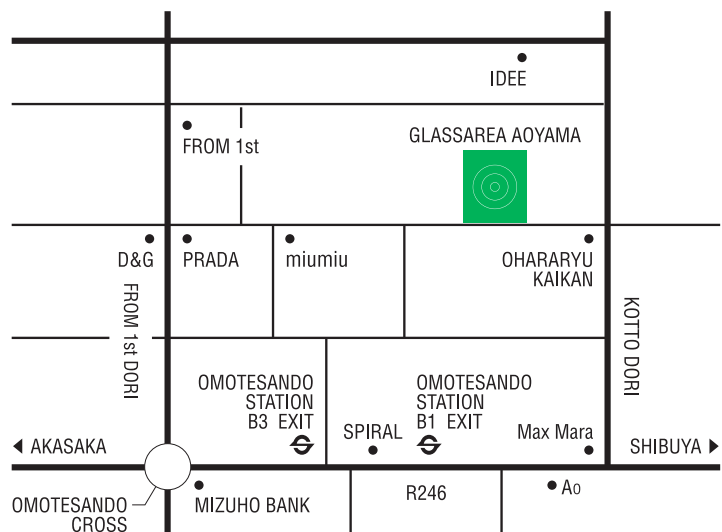 IDEE
FROM 1st
GLASSAREA AOYAMA
D&G
PRADA
miumiu
OHARARYU
KAIKAN
FROM 1st DORI
KOTTO DORI
OMOTESANDO
STATION
B3 EXIT
OMOTESANDO
STATION
B1 EXIT
SPIRAL
Max Mara
AKASAKA
SHIBUYA
OMOTESANDO
CROSS
MIZUHO BANK
R246
Ao